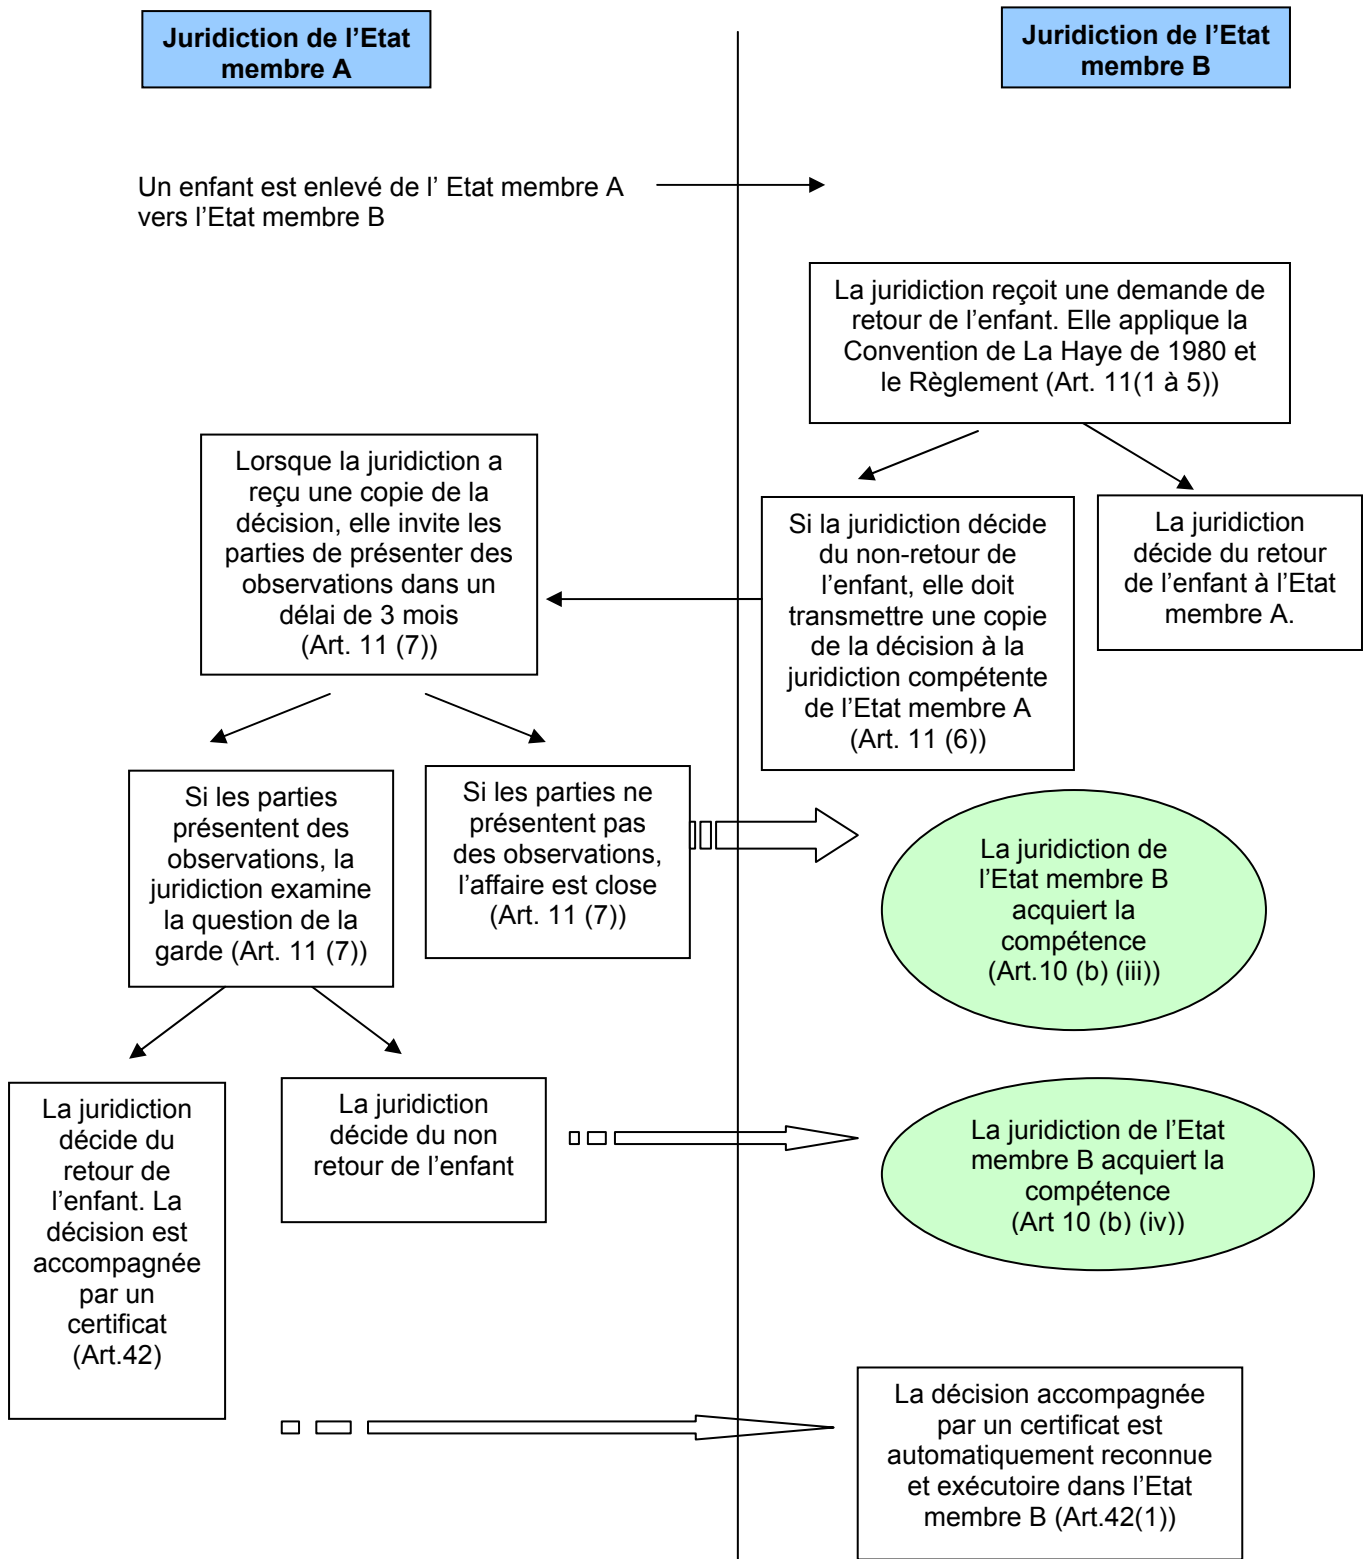 Juridiction de l’Etat
membre A
Juridiction de l’Etat
membre B
Un enfant est enlevé de l’ Etat membre A
vers l’Etat membre B
La juridiction reçoit une demande de
retour de l’enfant. Elle applique la
Convention de La Haye de 1980 et
le Règlement (Art. 11(1 à 5))
Lorsque la juridiction a
reçu une copie de la
décision, elle invite les
parties de présenter des
observations dans un
délai de 3 mois
(Art. 11 (7))
Si la juridiction décide
du non-retour de
l’enfant, elle doit
transmettre une copie
de la décision à la
juridiction compétente
de l’Etat membre A
(Art. 11 (6))
La juridiction
décide du retour
de l’enfant à l’Etat
membre A.
Si les parties
présentent des
observations, la
juridiction examine
la question de la
garde (Art. 11 (7))
Si les parties ne
présentent pas
des observations,
l’affaire est close
(Art. 11 (7))
La juridiction de
l’Etat membre B
acquiert la
compétence
(Art.10 (b) (iii))
La juridiction
décide du
retour de
l’enfant. La
décision est
accompagnée
par un
certificat
(Art.42)
La juridiction
décide du non
retour de l’enfant
La juridiction de l’Etat
membre B acquiert la
compétence
(Art 10 (b) (iv))
La décision accompagnée
par un certificat est
automatiquement reconnue
et exécutoire dans l’Etat
membre B (Art.42(1))